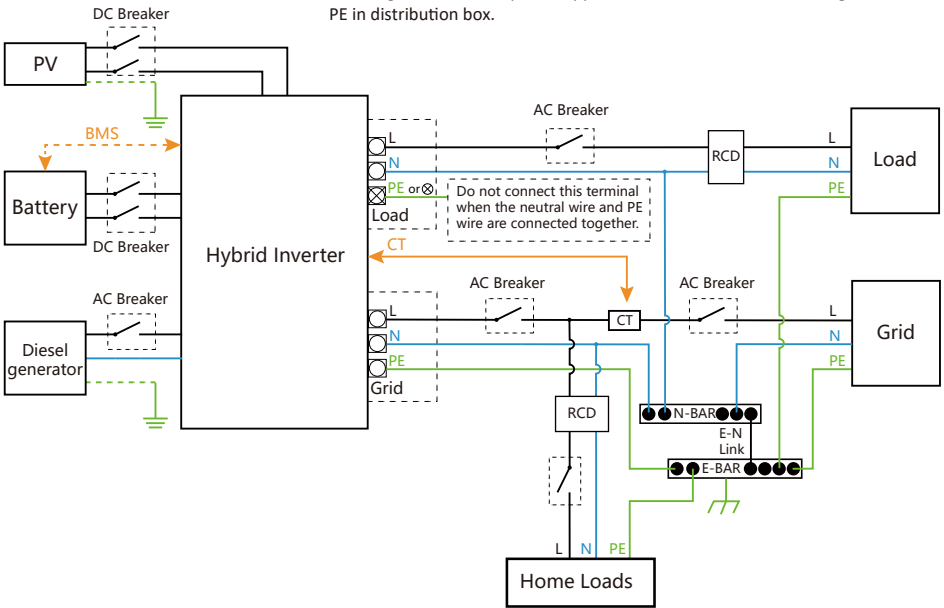 PE in distribution box.
DC Breaker
PV
BMS
Battery
DC Breaker
AC Breaker
Diesel
generator
Hybrid Inverter
L
N
PE or⊗
Load
Do not connect this terminal
when the neutral wire and PE
wire are connected together.
CT
AC Breaker
RCD
L
N
PE
Load
AC Breaker
CT
AC Breaker
L
N
PE
Grid
L
N
PE
Grid
RCD
N-BAR
E-N
Link
E-BAR
L
N
PE
Home Loads